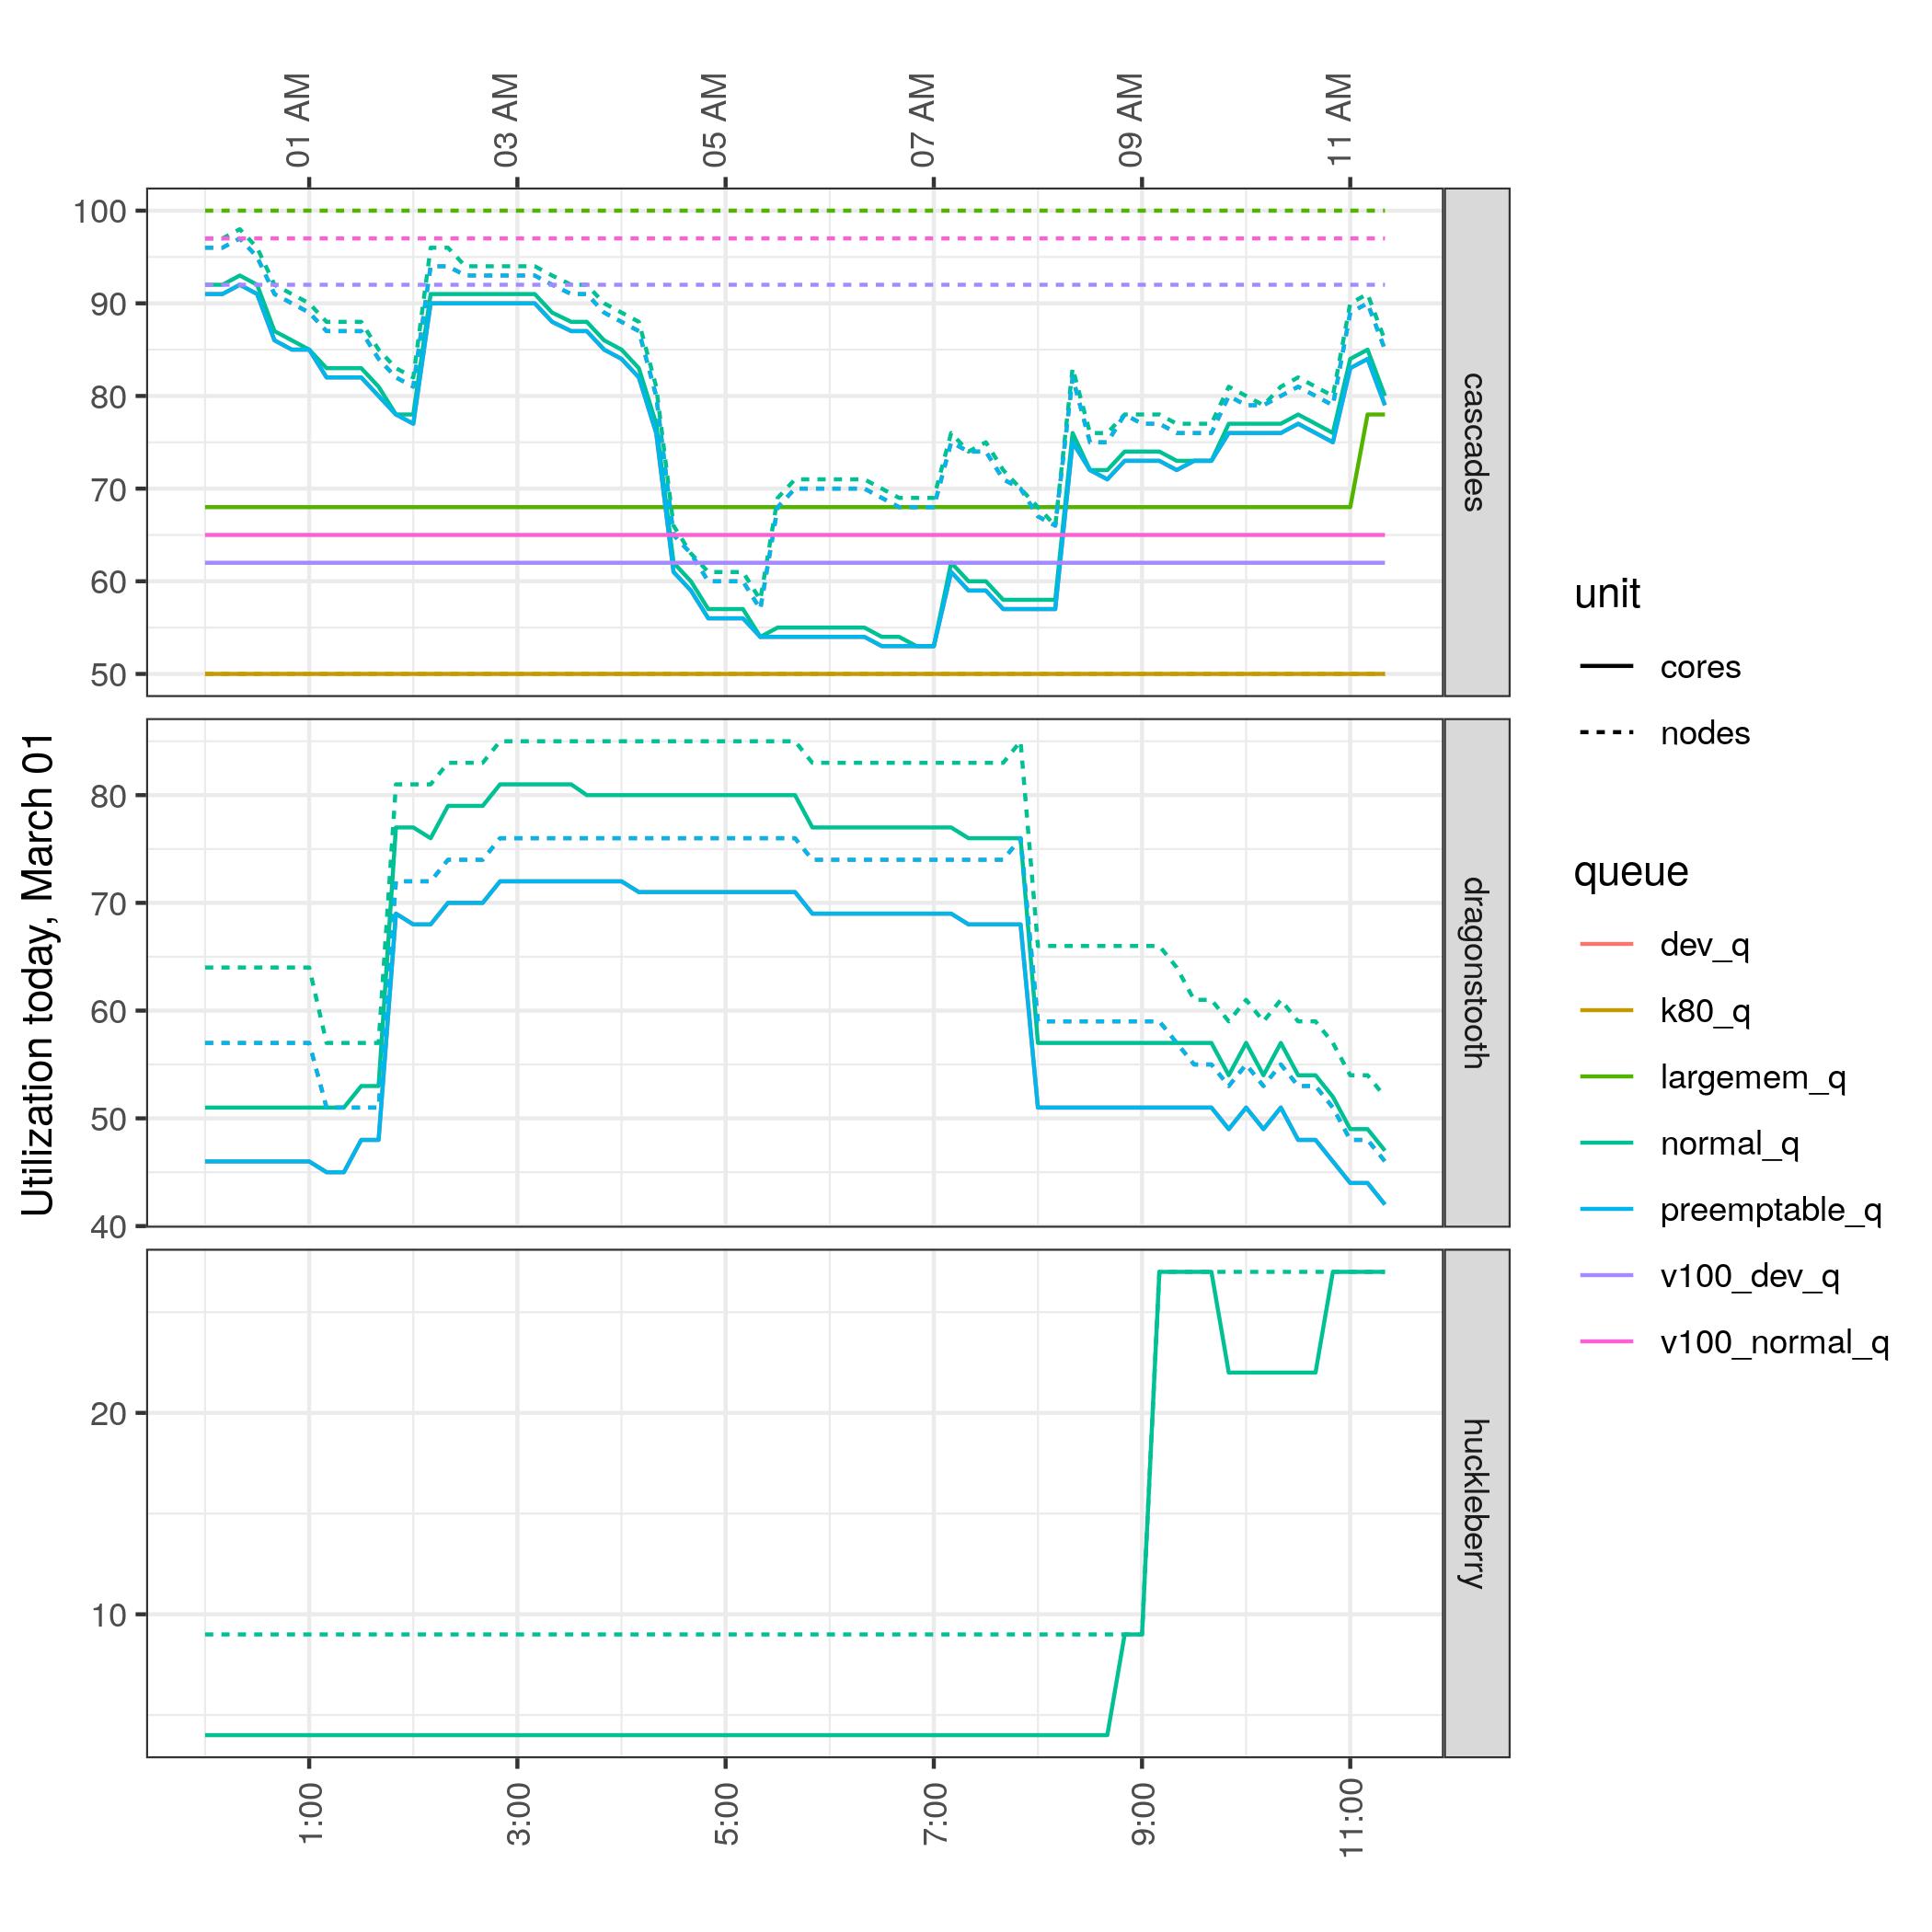 01 AM
03 AM
05 AM
07 AM
09 AM
11 AM
100
90
80
70
60
50
cascades
Utilization today, March 01
80
70
60
50
40
dragonstooth
20
10
huckleberry
1:00
3:00
5:00
7:00
9:00
11:00
unit
cores
nodes
queue
dev_q
k80_q
largemem_q
normal_q
preemptable_q
v100_dev_q
v100_normal_q